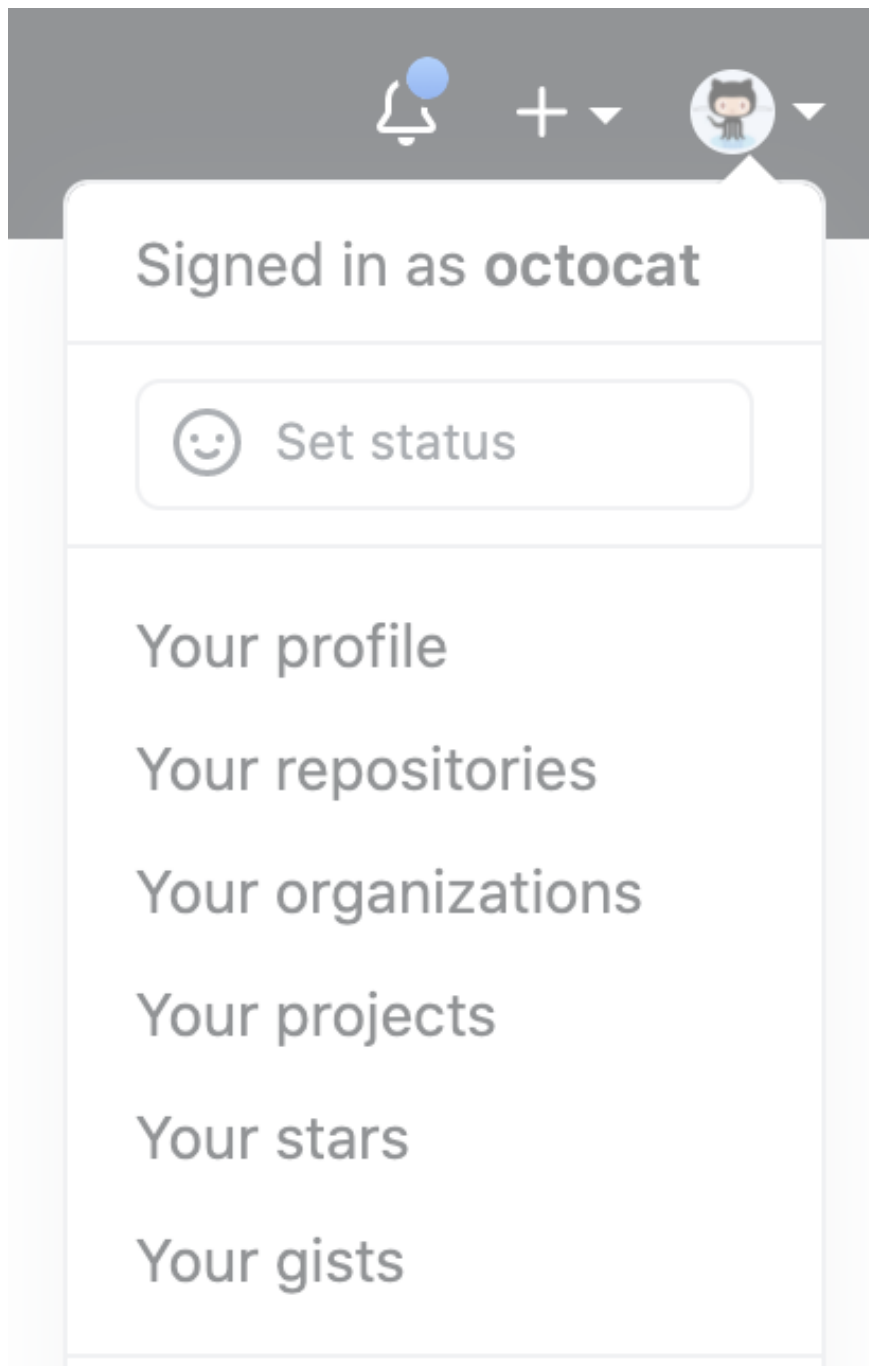 Signed in as octocat
Set status
Your profile
Your repositories
Your organizations
Your projects
Your stars
Your gists